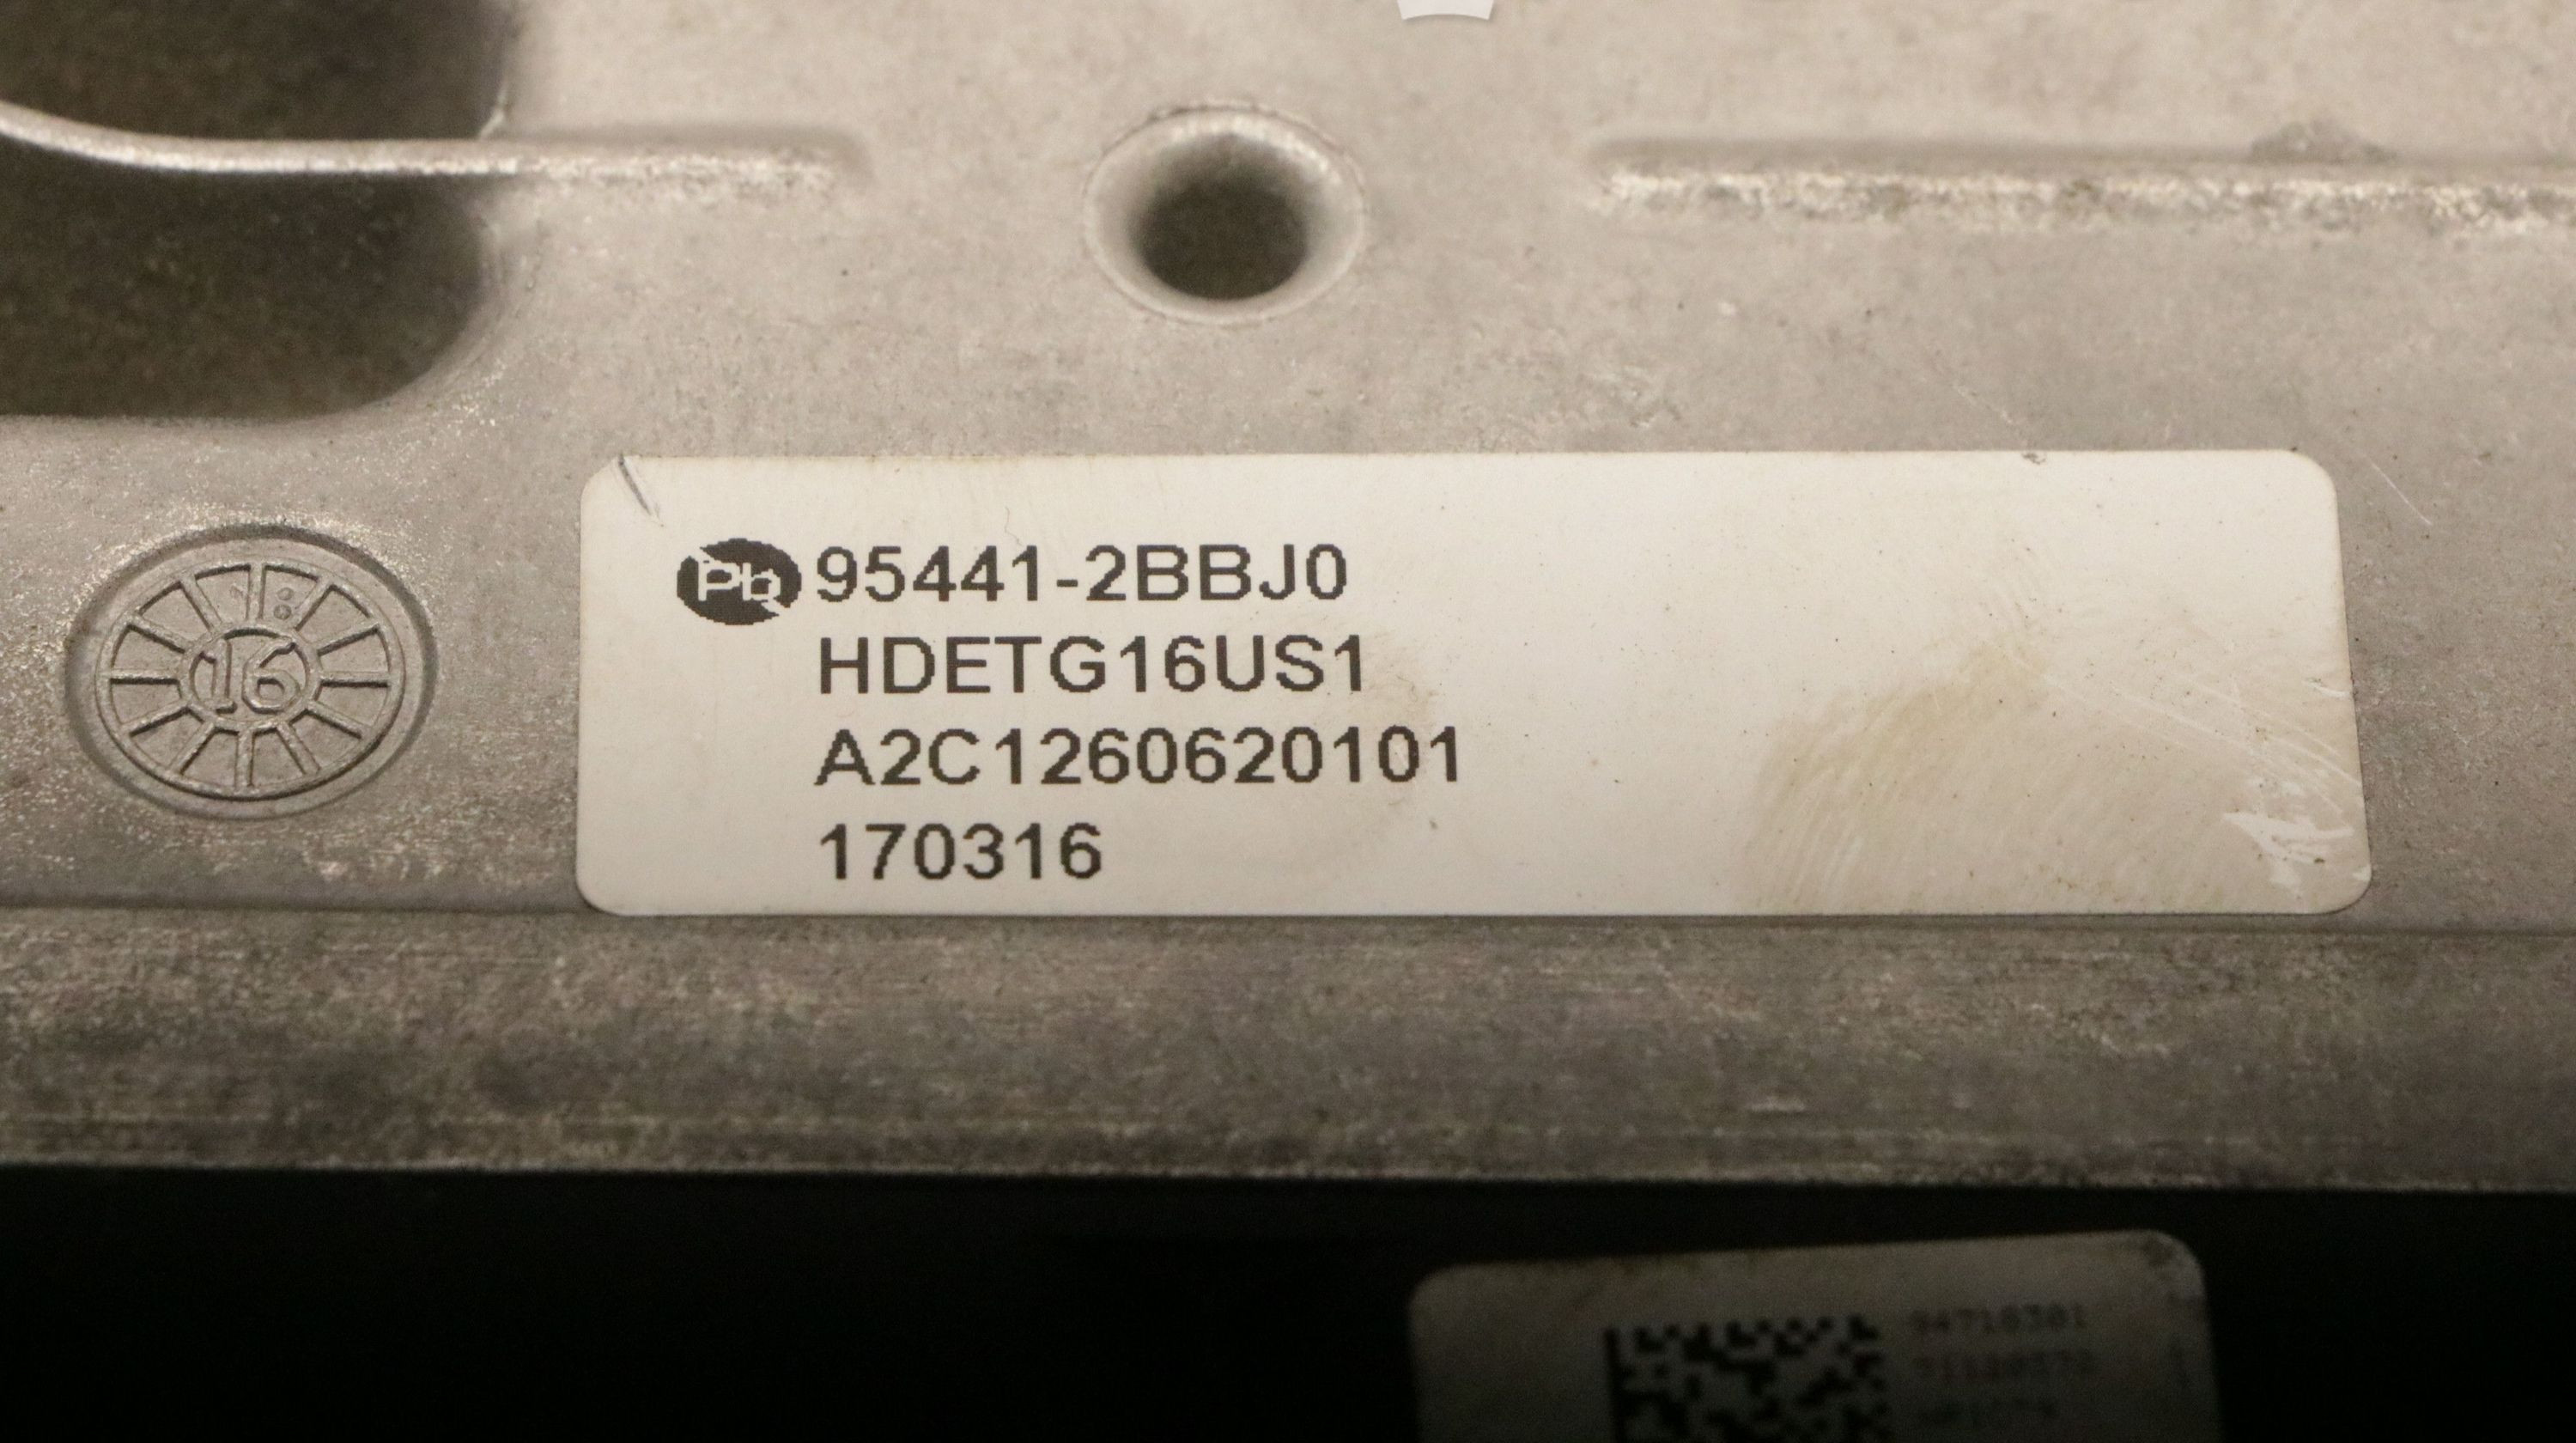 Pb 95441-2BBJ0
HDETG16US1
A2C1260620101
170316
16